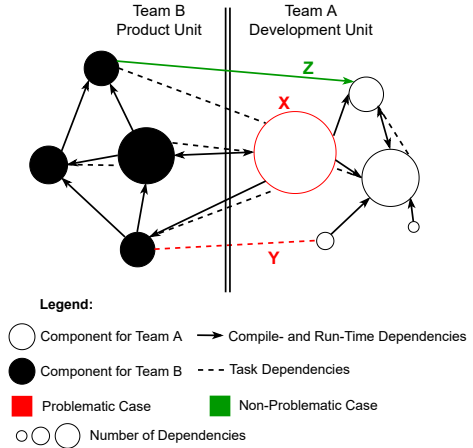 Team B
Product Unit
Team A
Development Unit
Z
X
Y
Legend:
Component for Team A
Compile- and Run-Time Dependencies
Component for Team B
Task Dependencies
Problematic Case
Non-Problematic Case
Number of Dependencies